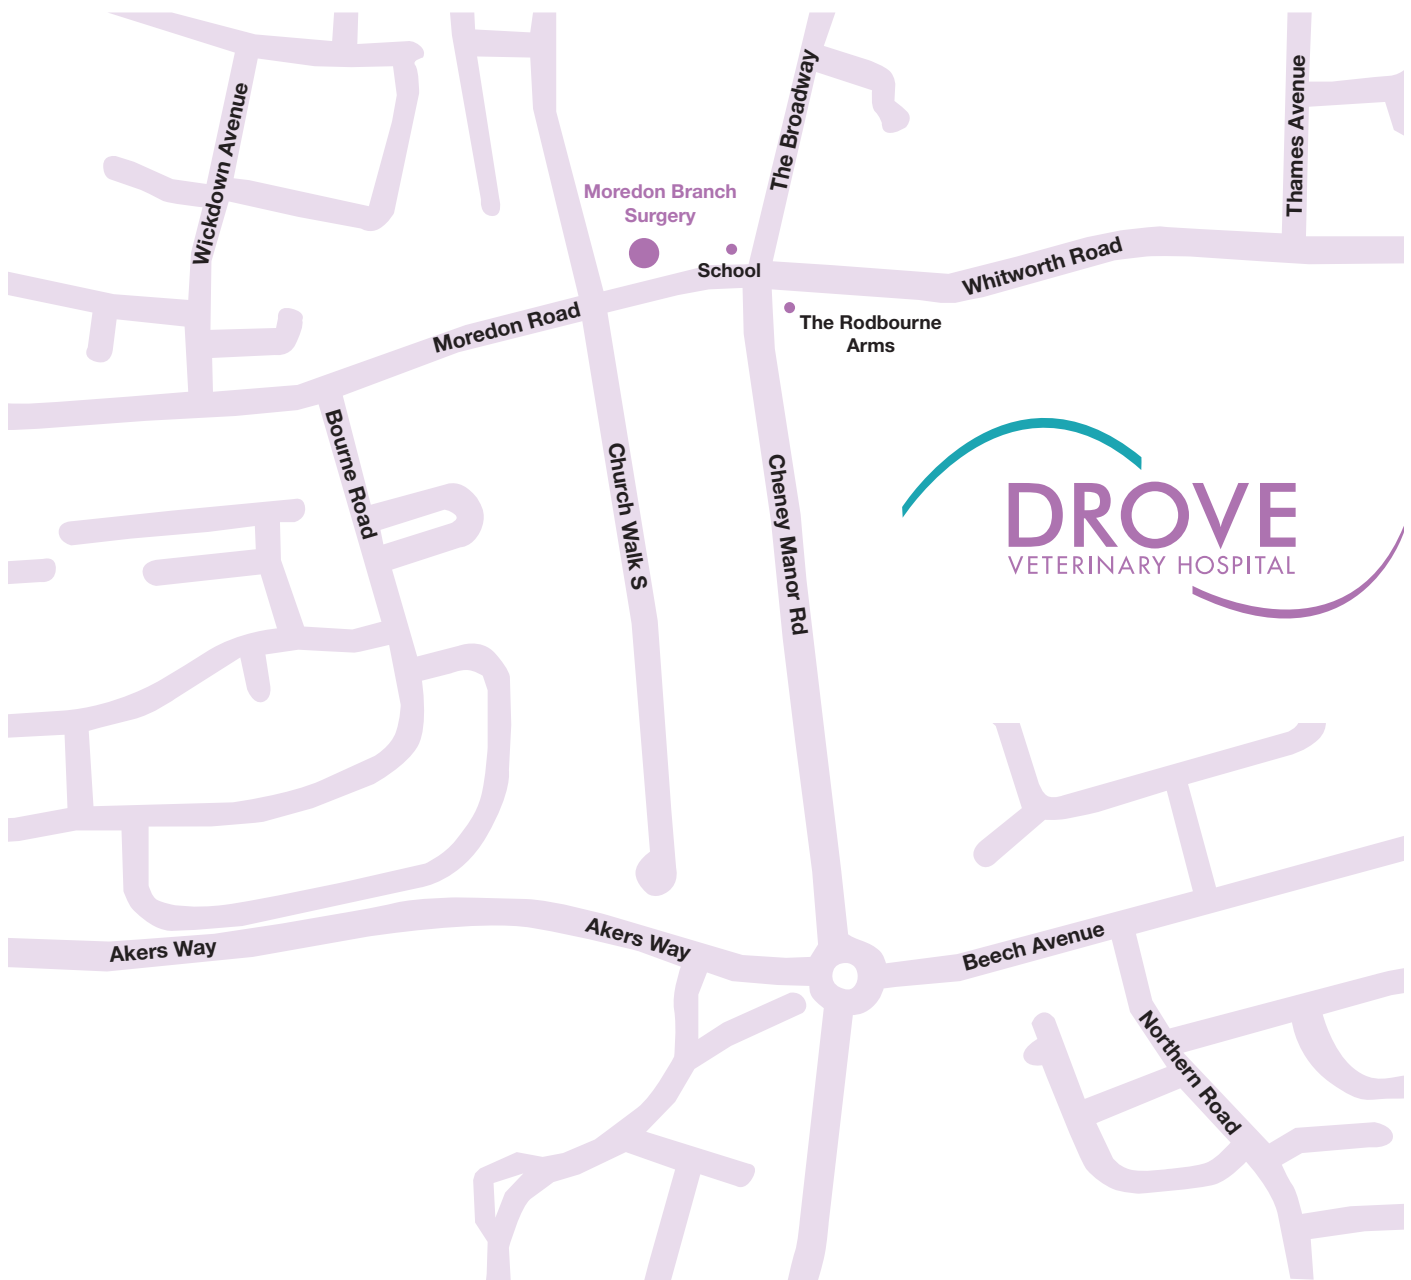 The Broadway
Thames Avenue
Wickdown Avenue
Moredon Branch
Surgery
School
Whitworth Road
Moredon Road
The Rodbourne
Arms
Bourne Road
Church Walk S
Cheney Manor Rd
DROVE
VETERINARY HOSPITAL
Akers Way
Akers Way
Beech Avenue
Northern Road